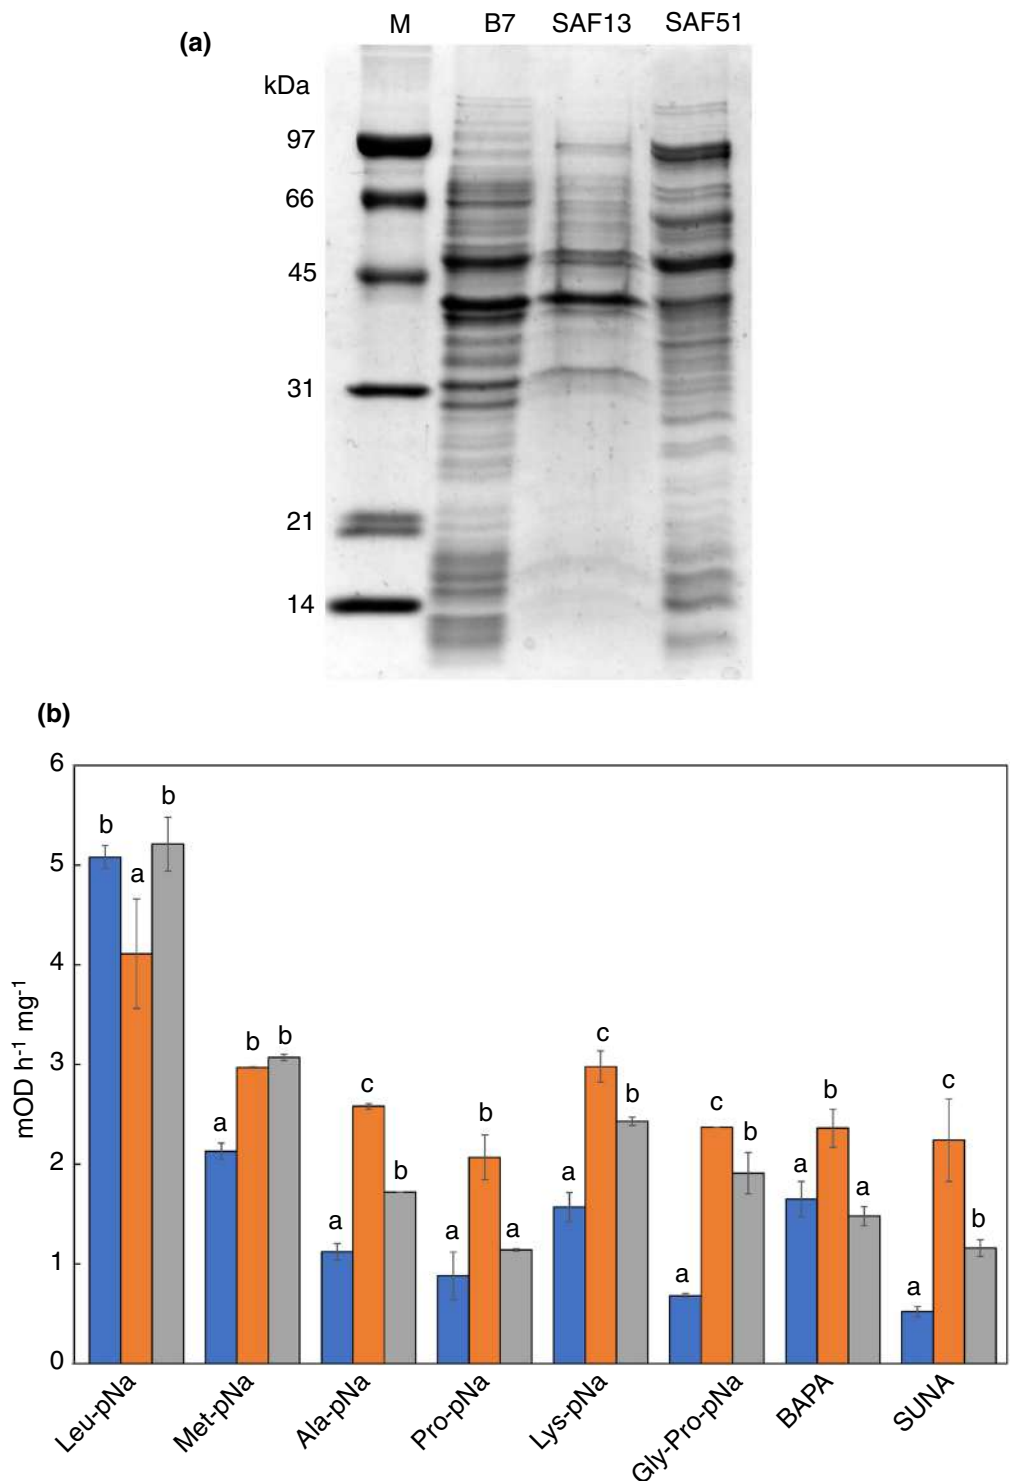 (a)
M B7 SAF13 SAF51
kDa
97
66
45
31
21
14
(b)
mOD h⁻¹ mg⁻¹
6
5
4
3
2
1
0
b a b
a b b
a c b
a b a
a c b
a c b
a b a
a c b
Leu-pNa Met-pNa Ala-pNa Pro-pNa Lys-pNa Gly-Pro-pNa BAPA SUNA